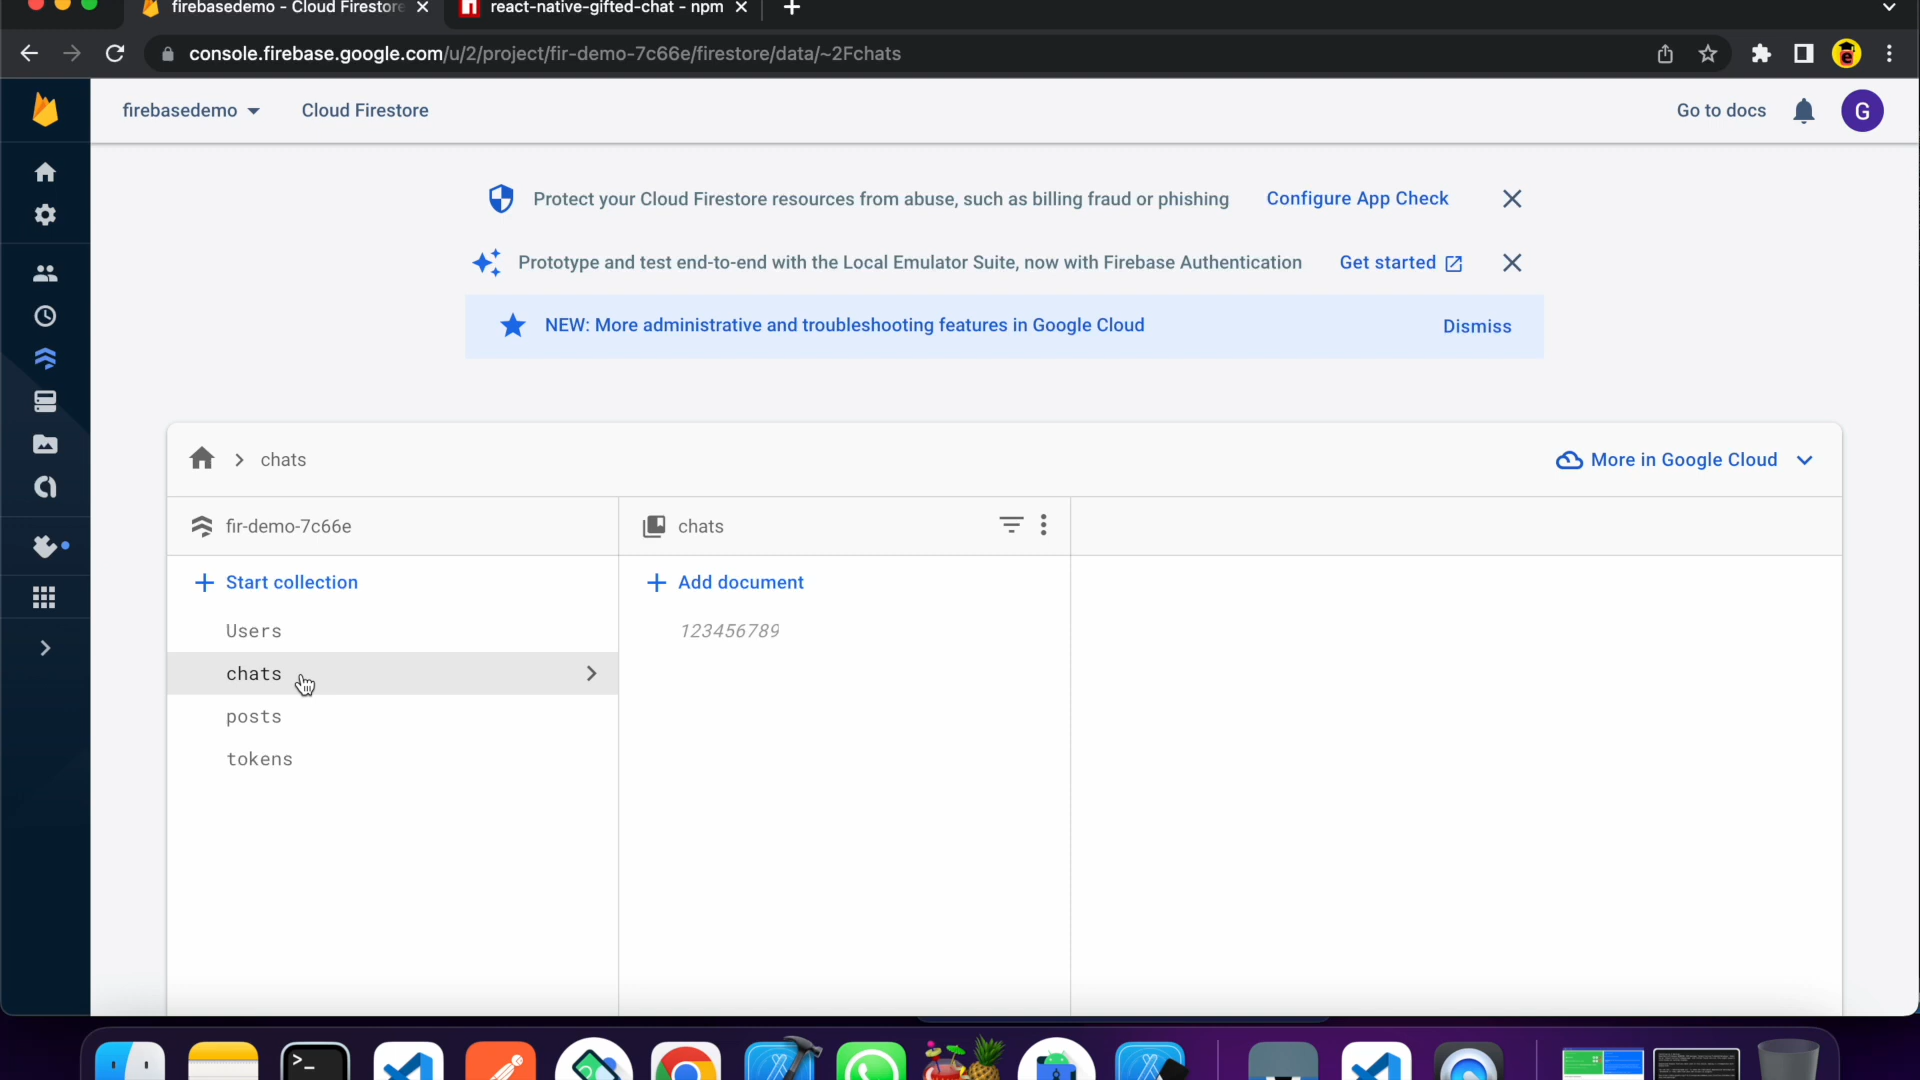 firebasedemo - Cloud Firestore
react-native-gifted-chat - npm
console.firebase.google.com/u/2/project/fir-demo-7c66e/firestore/data/~2Fchats
firebasedemo
Cloud Firestore
Go to docs
G
Protect your Cloud Firestore resources from abuse, such as billing fraud or phishing
Configure App Check
Prototype and test end-to-end with the Local Emulator Suite, now with Firebase Authentication
Get started
NEW: More administrative and troubleshooting features in Google Cloud
Dismiss
chats
More in Google Cloud
fir-demo-7c66e
chats
Start collection
Add document
Users
123456789
chats
posts
tokens